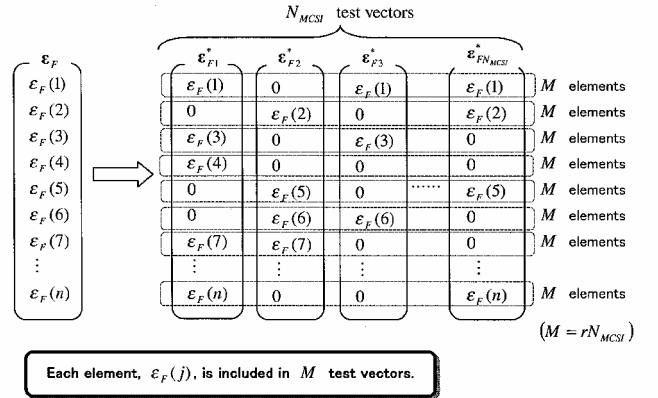 N_MCSI test vectors
ε_F ε*_F1 ε*_F2 ε*_F3 ε*_FN_MCSI
ε_F(1) ε_F(1) 0 ε_F(1) ε_F(1) M elements
ε_F(2) 0 ε_F(2) 0 ε_F(2) M elements
ε_F(3) ε_F(3) 0 ε_F(3) 0 M elements
ε_F(4) ε_F(4) 0 0 0 M elements
ε_F(5) 0 ε_F(5) 0 ...... ε_F(5) M elements
ε_F(6) 0 ε_F(6) ε_F(6) 0 M elements
ε_F(7) ε_F(7) ε_F(7) 0 0 M elements
⋮ ⋮ ⋮ ⋮ ⋮
ε_F(n) ε_F(n) 0 0 ε_F(n) M elements
(M = rN_MCSI)
Each element, ε_F(j), is included in M test vectors.